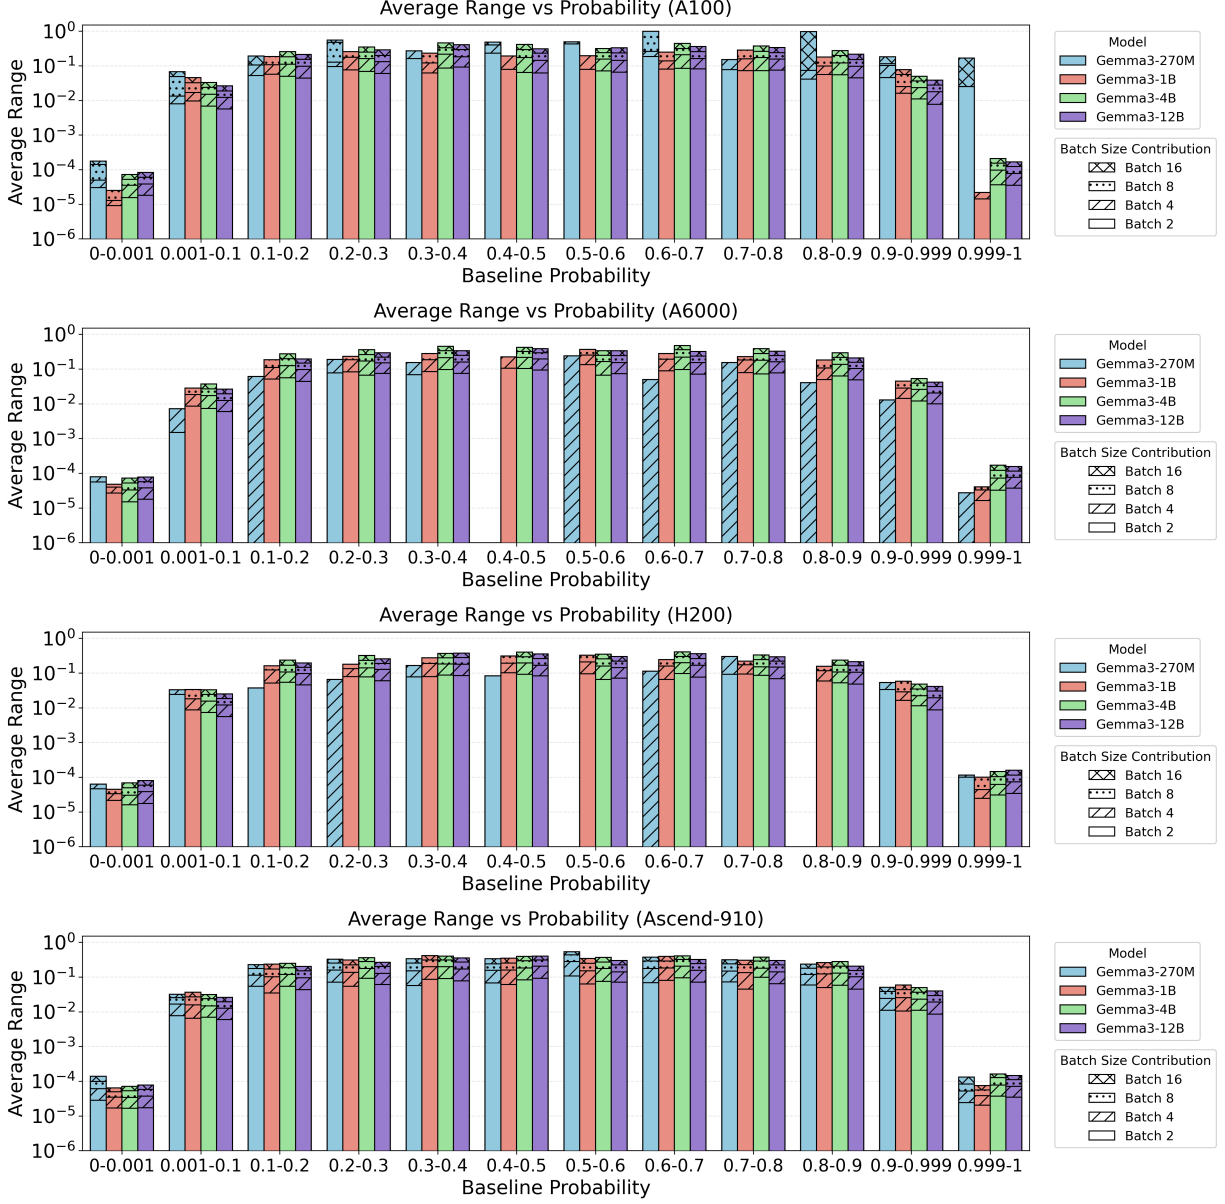 Average Range vs Probability (A100)
Average Range
10^0
10^-1
10^-2
10^-3
10^-4
10^-5
10^-6
0-0.001 0.001-0.1 0.1-0.2 0.2-0.3 0.3-0.4 0.4-0.5 0.5-0.6 0.6-0.7 0.7-0.8 0.8-0.9 0.9-0.999 0.999-1
Baseline Probability
Model
Gemma3-270M
Gemma3-1B
Gemma3-4B
Gemma3-12B
Batch Size Contribution
Batch 16
Batch 8
Batch 4
Batch 2
Average Range vs Probability (A6000)
Average Range
10^0
10^-1
10^-2
10^-3
10^-4
10^-5
10^-6
0-0.001 0.001-0.1 0.1-0.2 0.2-0.3 0.3-0.4 0.4-0.5 0.5-0.6 0.6-0.7 0.7-0.8 0.8-0.9 0.9-0.999 0.999-1
Baseline Probability
Model
Gemma3-270M
Gemma3-1B
Gemma3-4B
Gemma3-12B
Batch Size Contribution
Batch 16
Batch 8
Batch 4
Batch 2
Average Range vs Probability (H200)
Average Range
10^0
10^-1
10^-2
10^-3
10^-4
10^-5
10^-6
0-0.001 0.001-0.1 0.1-0.2 0.2-0.3 0.3-0.4 0.4-0.5 0.5-0.6 0.6-0.7 0.7-0.8 0.8-0.9 0.9-0.999 0.999-1
Baseline Probability
Model
Gemma3-270M
Gemma3-1B
Gemma3-4B
Gemma3-12B
Batch Size Contribution
Batch 16
Batch 8
Batch 4
Batch 2
Average Range vs Probability (Ascend-910)
Average Range
10^0
10^-1
10^-2
10^-3
10^-4
10^-5
10^-6
0-0.001 0.001-0.1 0.1-0.2 0.2-0.3 0.3-0.4 0.4-0.5 0.5-0.6 0.6-0.7 0.7-0.8 0.8-0.9 0.9-0.999 0.999-1
Baseline Probability
Model
Gemma3-270M
Gemma3-1B
Gemma3-4B
Gemma3-12B
Batch Size Contribution
Batch 16
Batch 8
Batch 4
Batch 2